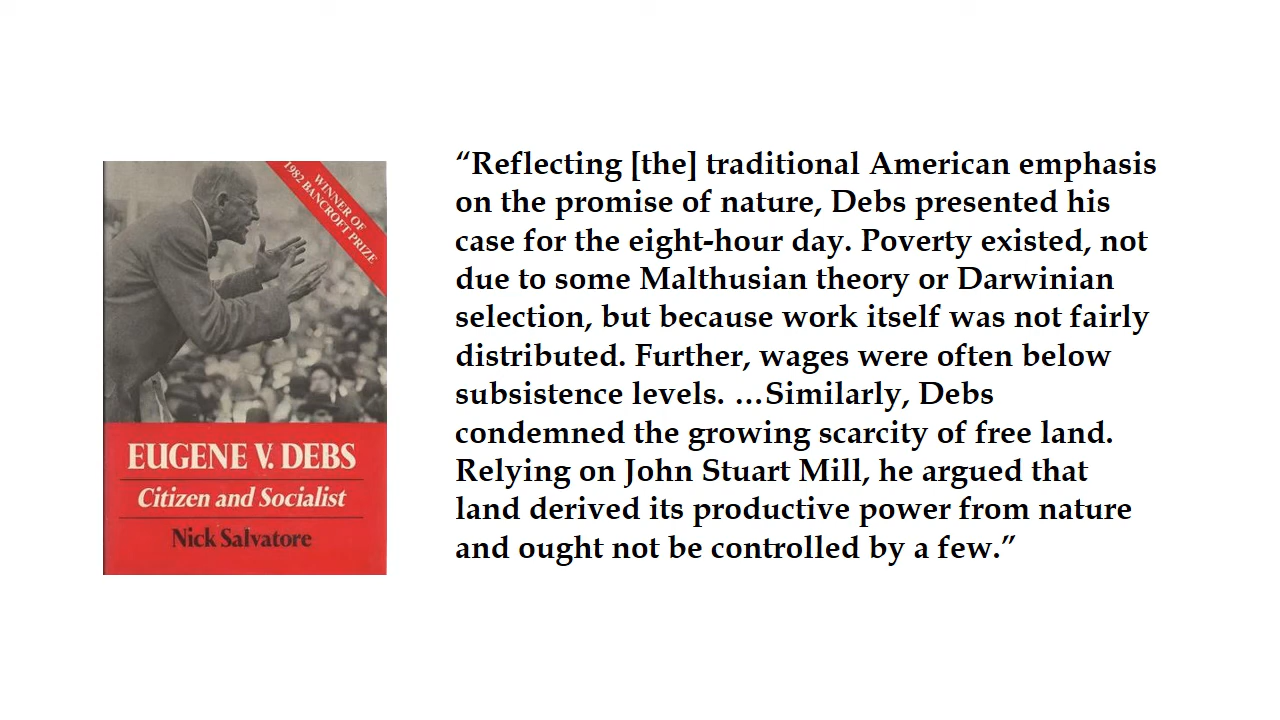 WINNER OF
1982 BANCROFT PRIZE
EUGENE V. DEBS
Citizen and Socialist
Nick Salvatore
“Reflecting [the] traditional American emphasis
on the promise of nature, Debs presented his
case for the eight-hour day. Poverty existed, not
due to some Malthusian theory or Darwinian
selection, but because work itself was not fairly
distributed. Further, wages were often below
subsistence levels. …Similarly, Debs
condemned the growing scarcity of free land.
Relying on John Stuart Mill, he argued that
land derived its productive power from nature
and ought not be controlled by a few.”